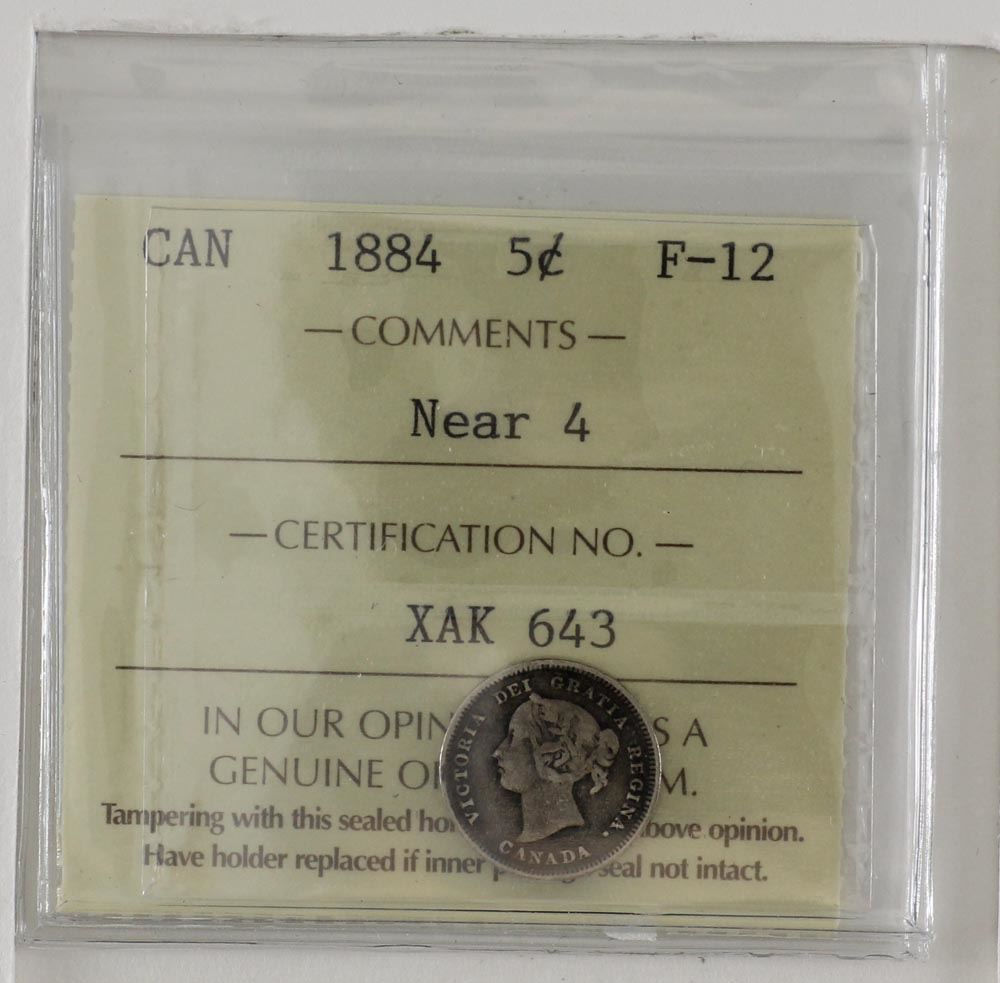 CAN 1884 5¢ F-12
— COMMENTS —
Near 4
— CERTIFICATION NO. —
XAK 643
IN OUR OPIN S A
GENUINE O M.
Tampering with this sealed hol bove opinion.
Have holder replaced if inner p g seal not intact.
VICTORIA DEI GRATIA REGINA.
CANADA